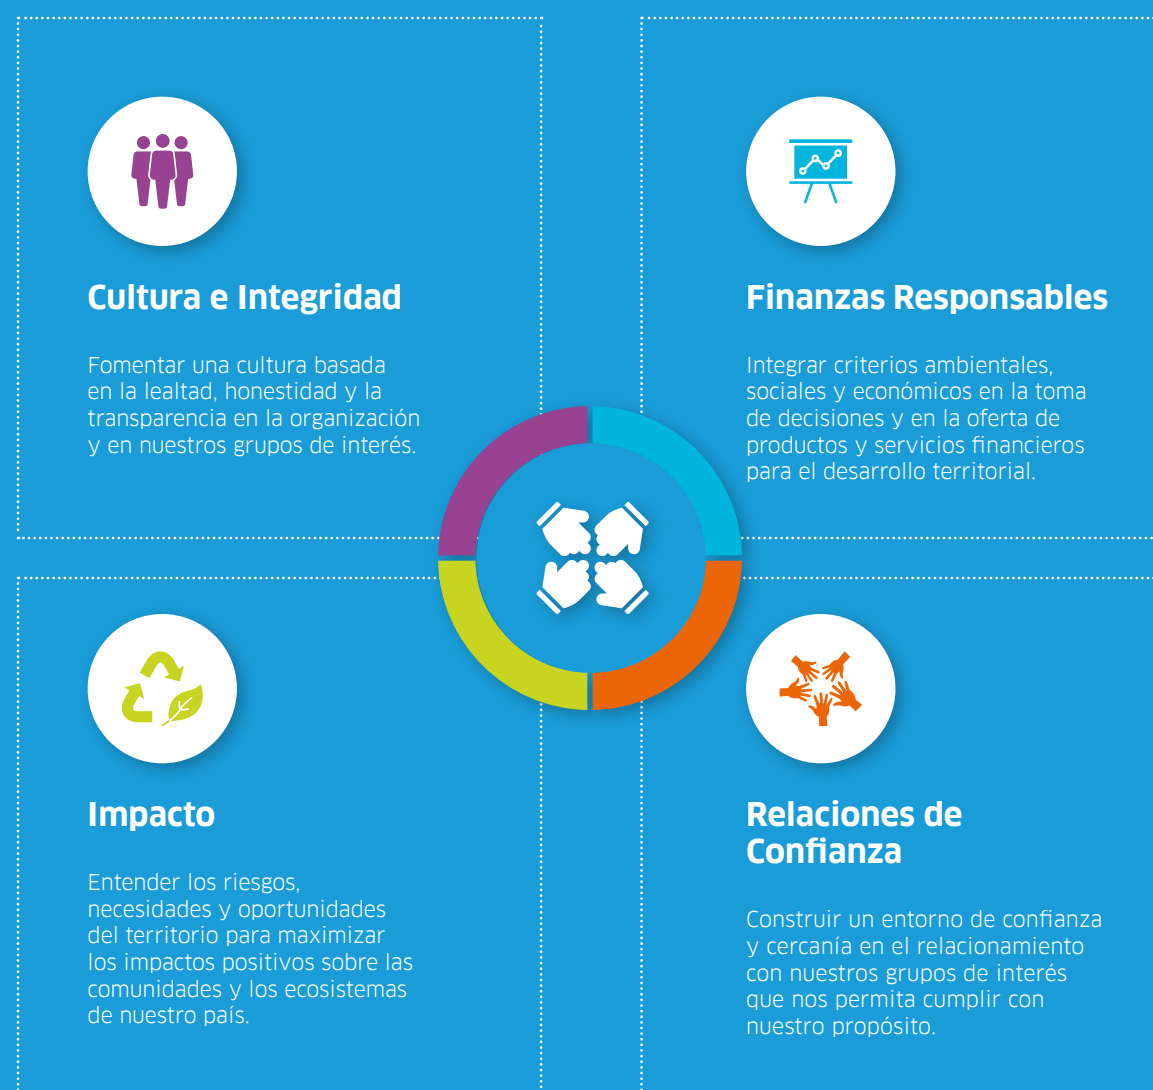 Cultura e Integridad
Fomentar una cultura basada
en la lealtad, honestidad y la
transparencia en la organización
y en nuestros grupos de interés.
Finanzas Responsables
Integrar criterios ambientales,
sociales y económicos en la toma
de decisiones y en la oferta de
productos y servicios financieros
para el desarrollo territorial.
Impacto
Entender los riesgos,
necesidades y oportunidades
del territorio para maximizar
los impactos positivos sobre las
comunidades y los ecosistemas
de nuestro país.
Relaciones de
Confianza
Construir un entorno de confianza
y cercanía en el relacionamiento
con nuestros grupos de interés
que nos permita cumplir con
nuestro propósito.